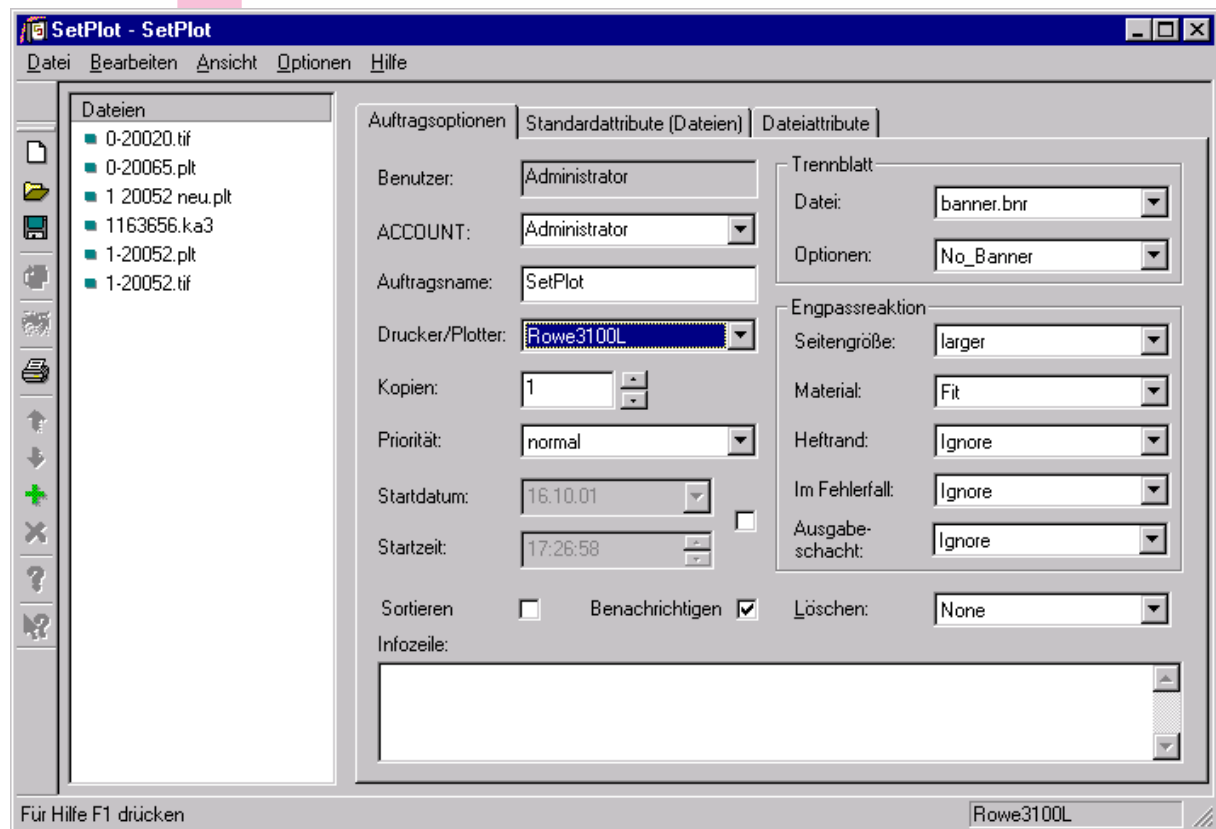 SetPlot - SetPlot
Datei Bearbeiten Ansicht Optionen Hilfe
Dateien
0-20020.tif
0-20065.plt
1 20052 neu.plt
1163656.ka3
1-20052.plt
1-20052.tif
Auftragsoptionen Standardattribute (Dateien) Dateiattribute
Benutzer: Administrator
ACCOUNT: Administrator
Auftragsname: SetPlot
Drucker/Plotter: Rowe3100L
Kopien: 1
Priorität: normal
Startdatum: 16.10.01
Startzeit: 17:26:58
Sortieren Benachrichtigen
Trennblatt
Datei: banner.bnr
Optionen: No_Banner
Engpassreaktion
Seitengröße: larger
Material: Fit
Heftrand: Ignore
Im Fehlerfall: Ignore
Ausgabe-
schacht: Ignore
Löschen: None
Infozeile:
Für Hilfe F1 drücken Rowe3100L